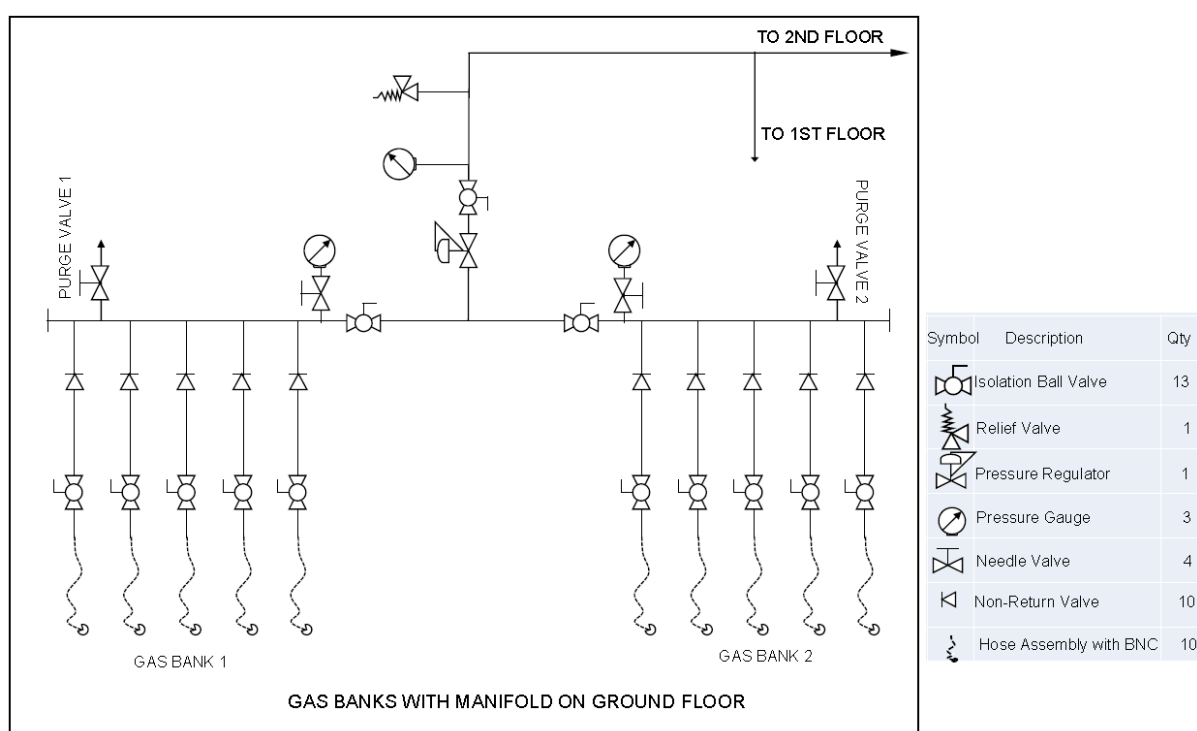 TO 2ND FLOOR
TO 1ST FLOOR
PURGE VALVE 1
PURGE VALVE 2
GAS BANK 1
GAS BANK 2
GAS BANKS WITH MANIFOLD ON GROUND FLOOR
Symbol Description Qty
Isolation Ball Valve 13
Relief Valve 1
Pressure Regulator 1
Pressure Gauge 3
Needle Valve 4
Non-Return Valve 10
Hose Assembly with BNC 10